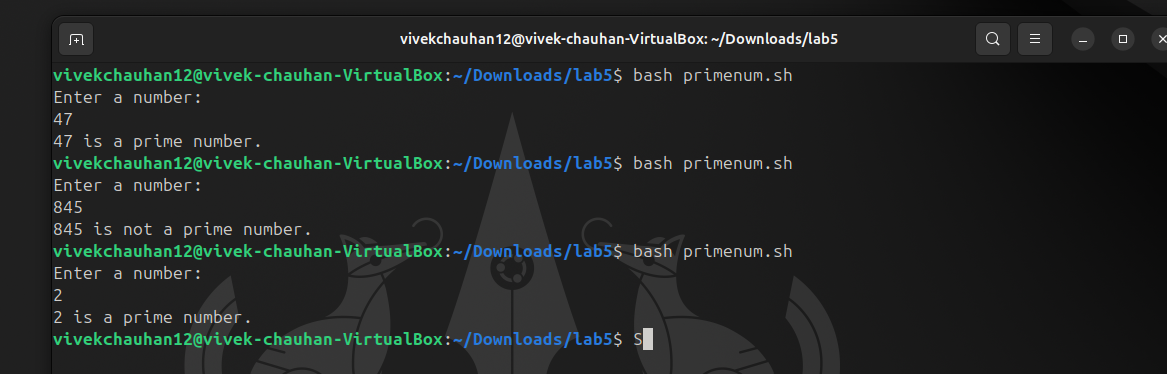 vivekchauhan12@vivek-chauhan-VirtualBox: ~/Downloads/lab5
vivekchauhan12@vivek-chauhan-VirtualBox:~/Downloads/lab5$ bash primenum.sh
Enter a number:
47
47 is a prime number.
vivekchauhan12@vivek-chauhan-VirtualBox:~/Downloads/lab5$ bash primenum.sh
Enter a number:
845
845 is not a prime number.
vivekchauhan12@vivek-chauhan-VirtualBox:~/Downloads/lab5$ bash primenum.sh
Enter a number:
2
2 is a prime number.
vivekchauhan12@vivek-chauhan-VirtualBox:~/Downloads/lab5$ S